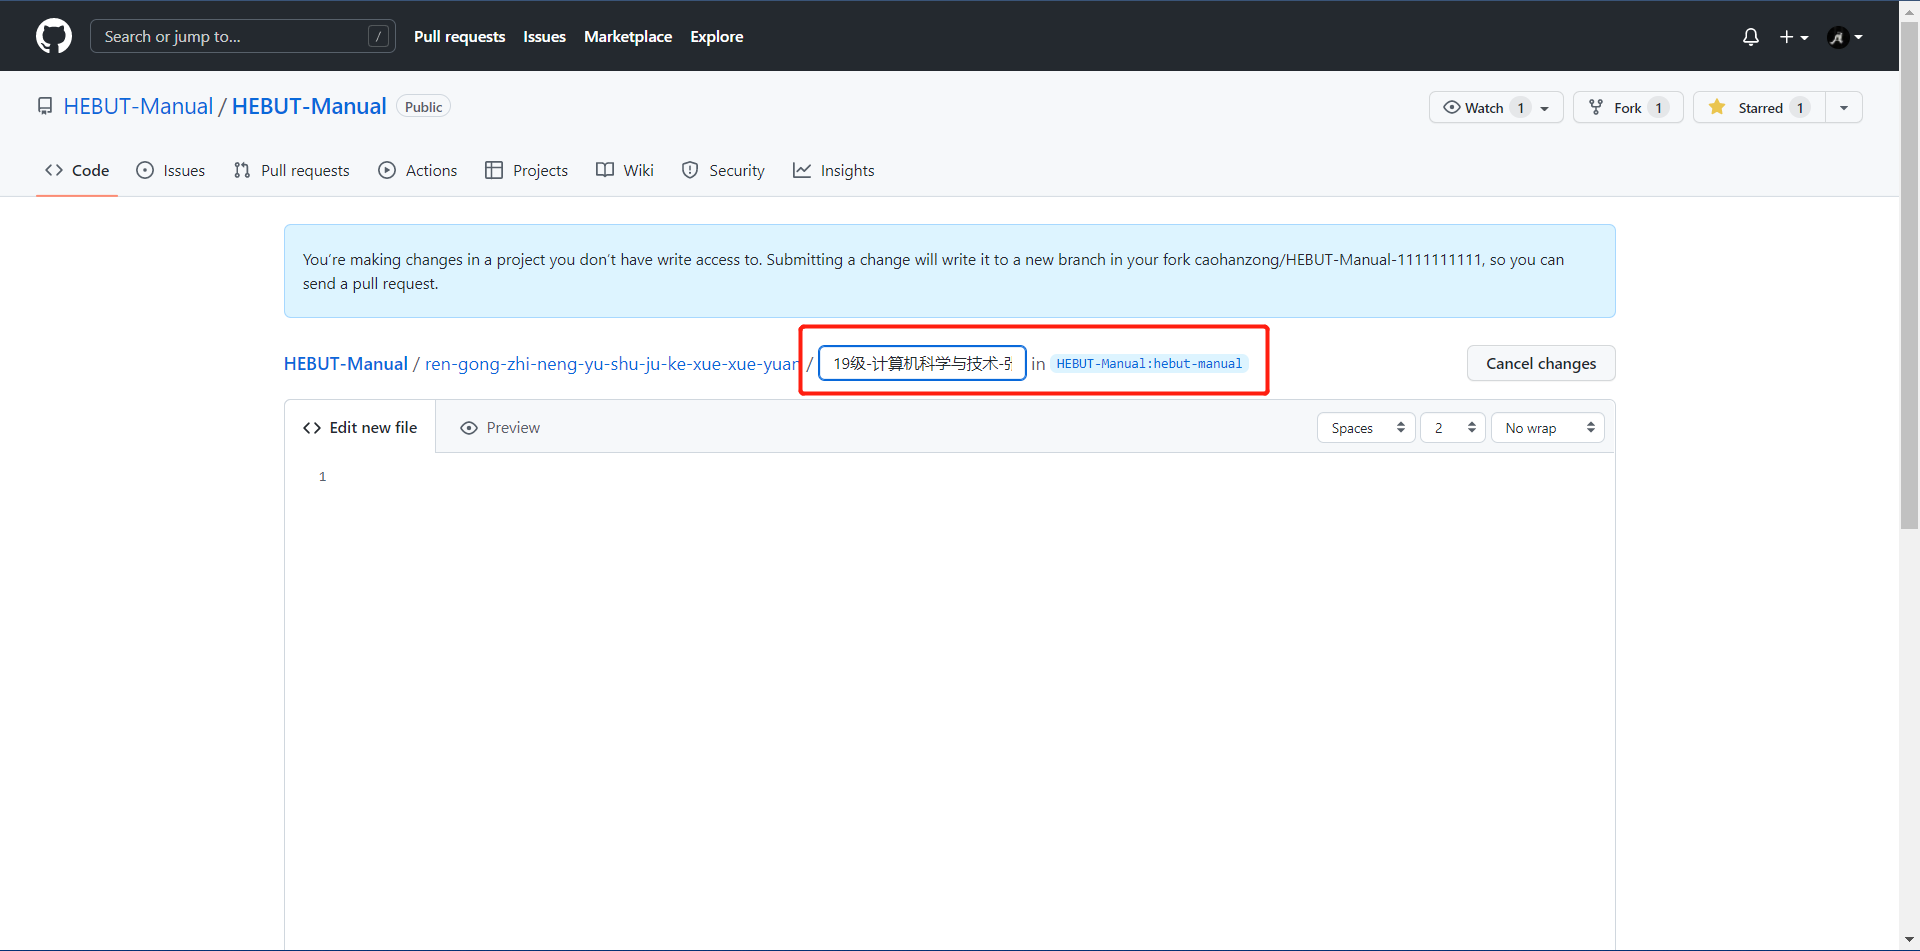 Search or jump to... /
Pull requests Issues Marketplace Explore
HEBUT-Manual / HEBUT-Manual Public
Watch 1 Fork 1 Starred 1
Code Issues Pull requests Actions Projects Wiki Security Insights
You're making changes in a project you don't have write access to. Submitting a change will write it to a new branch in your fork caohanzong/HEBUT-Manual-1111111111, so you can
send a pull request.
HEBUT-Manual / ren-gong-zhi-neng-yu-shu-ju-ke-xue-xue-yuan / 19级-计算机科学与技术- in HEBUT-Manual:hebut-manual Cancel changes
Edit new file Preview Spaces 2 No wrap
1